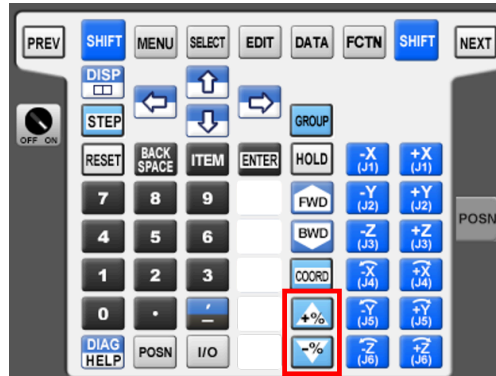 PREV SHIFT MENU SELECT EDIT DATA FCTN SHIFT NEXT
DISP
STEP GROUP
OFF ON
RESET BACK SPACE ITEM ENTER HOLD -X (J1) +X (J1)
7 8 9 FWD -Y (J2) +Y (J2)
POSN
4 5 6 BWD -Z (J3) +Z (J3)
1 2 3 COORD -X (J4) +X (J4)
0 . +% -Y (J5) +Y (J5)
DIAG HELP POSN I/O -% -Z (J6) +Z (J6)